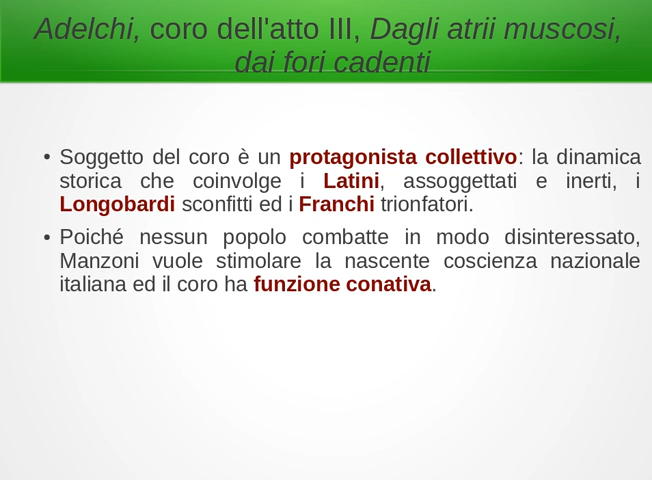 Adelchi, coro dell'atto III, Dagli atrii muscosi,
dai fori cadenti
• Soggetto del coro è un protagonista collettivo: la dinamica
storica che coinvolge i Latini, assoggettati e inerti, i
Longobardi sconfitti ed i Franchi trionfatori.
• Poiché nessun popolo combatte in modo disinteressato,
Manzoni vuole stimolare la nascente coscienza nazionale
italiana ed il coro ha funzione conativa.